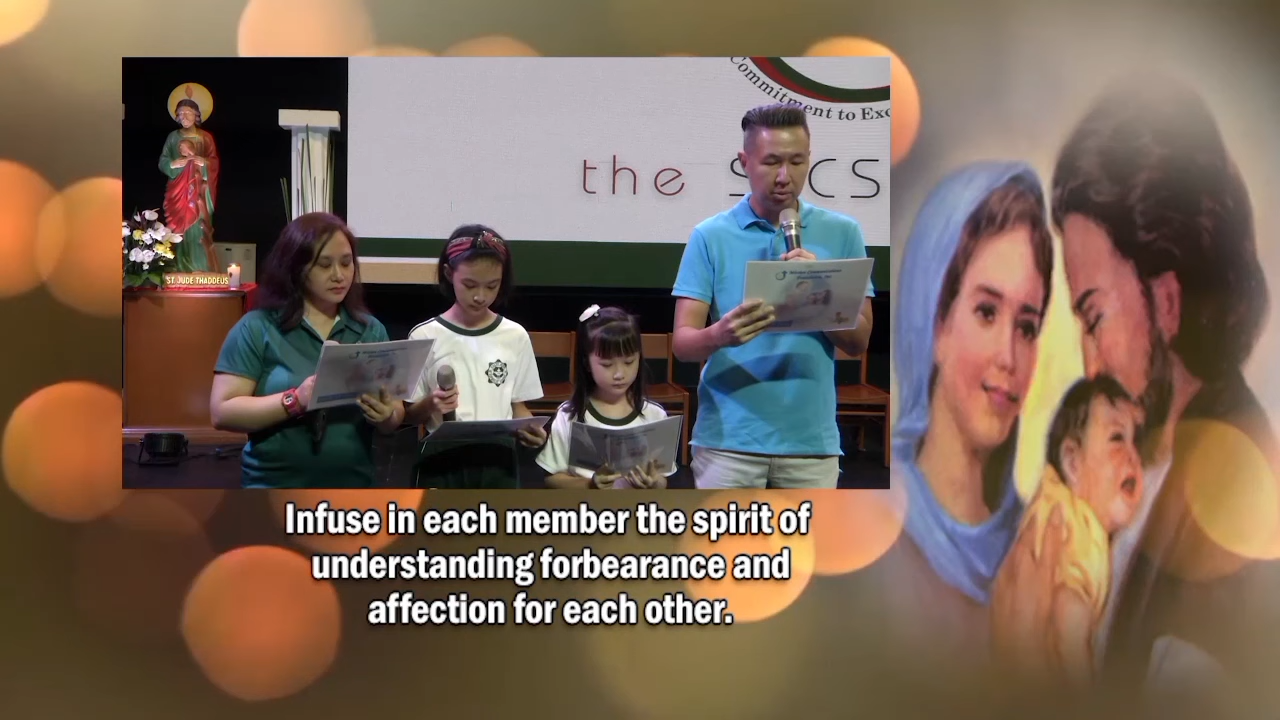 Commitment to Exc
the SJCS
ST. JUDE THADDEUS
Infuse in each member the spirit of
understanding forbearance and
affection for each other.